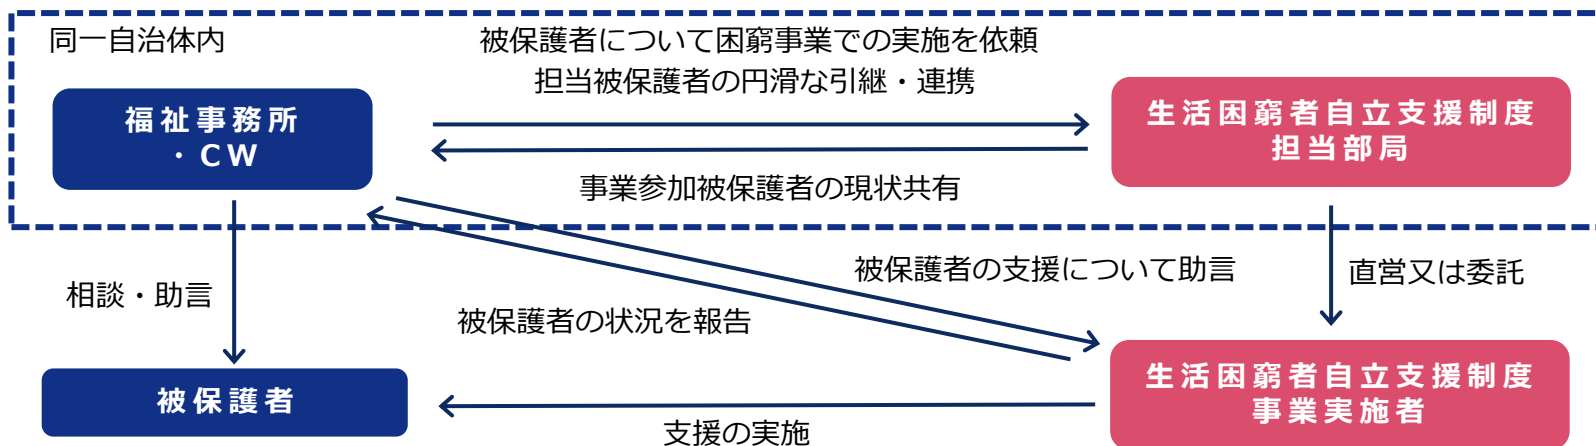 同一自治体内
被保護者について困窮事業での実施を依頼
担当被保護者の円滑な引継・連携
福祉事務所
・CW
生活困窮者自立支援制度
担当部局
事業参加被保護者の現状共有
相談・助言
被保護者の支援について助言
直営又は委託
被保護者の状況を報告
被保護者
生活困窮者自立支援制度
事業実施者
支援の実施